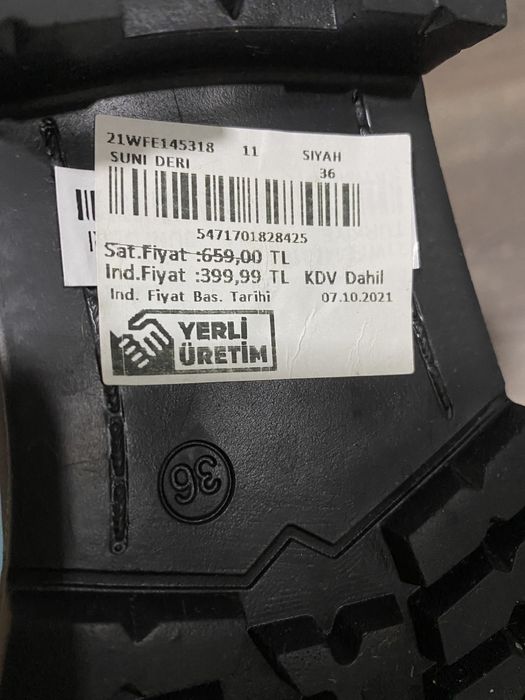 21WFE145318 11 SIYAH
SUNI DERI 36
5471701828425
Sat.Fiyat :659,00 TL
Ind.Fiyat :399,99 TL KDV Dahil
Ind. Fiyat Bas. Tarihi 07.10.2021
YERLİ
ÜRETİM
36